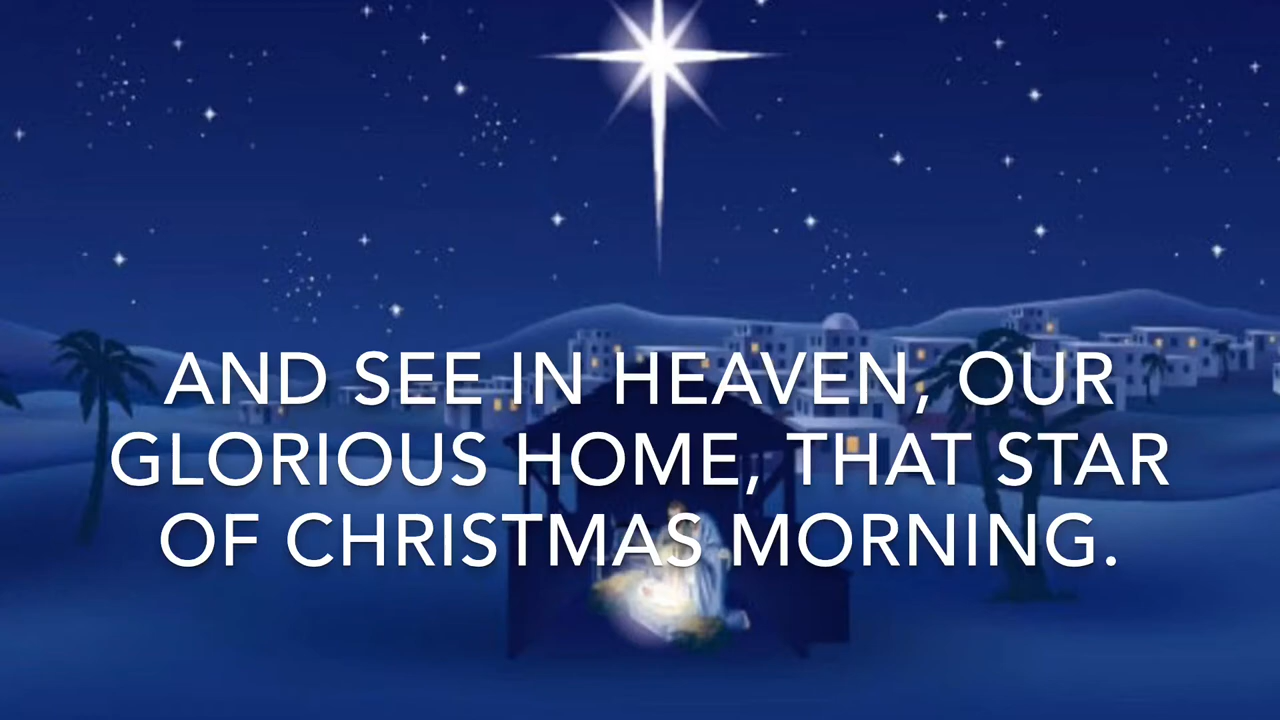 AND SEE IN HEAVEN, OUR
GLORIOUS HOME, THAT STAR
OF CHRISTMAS MORNING.